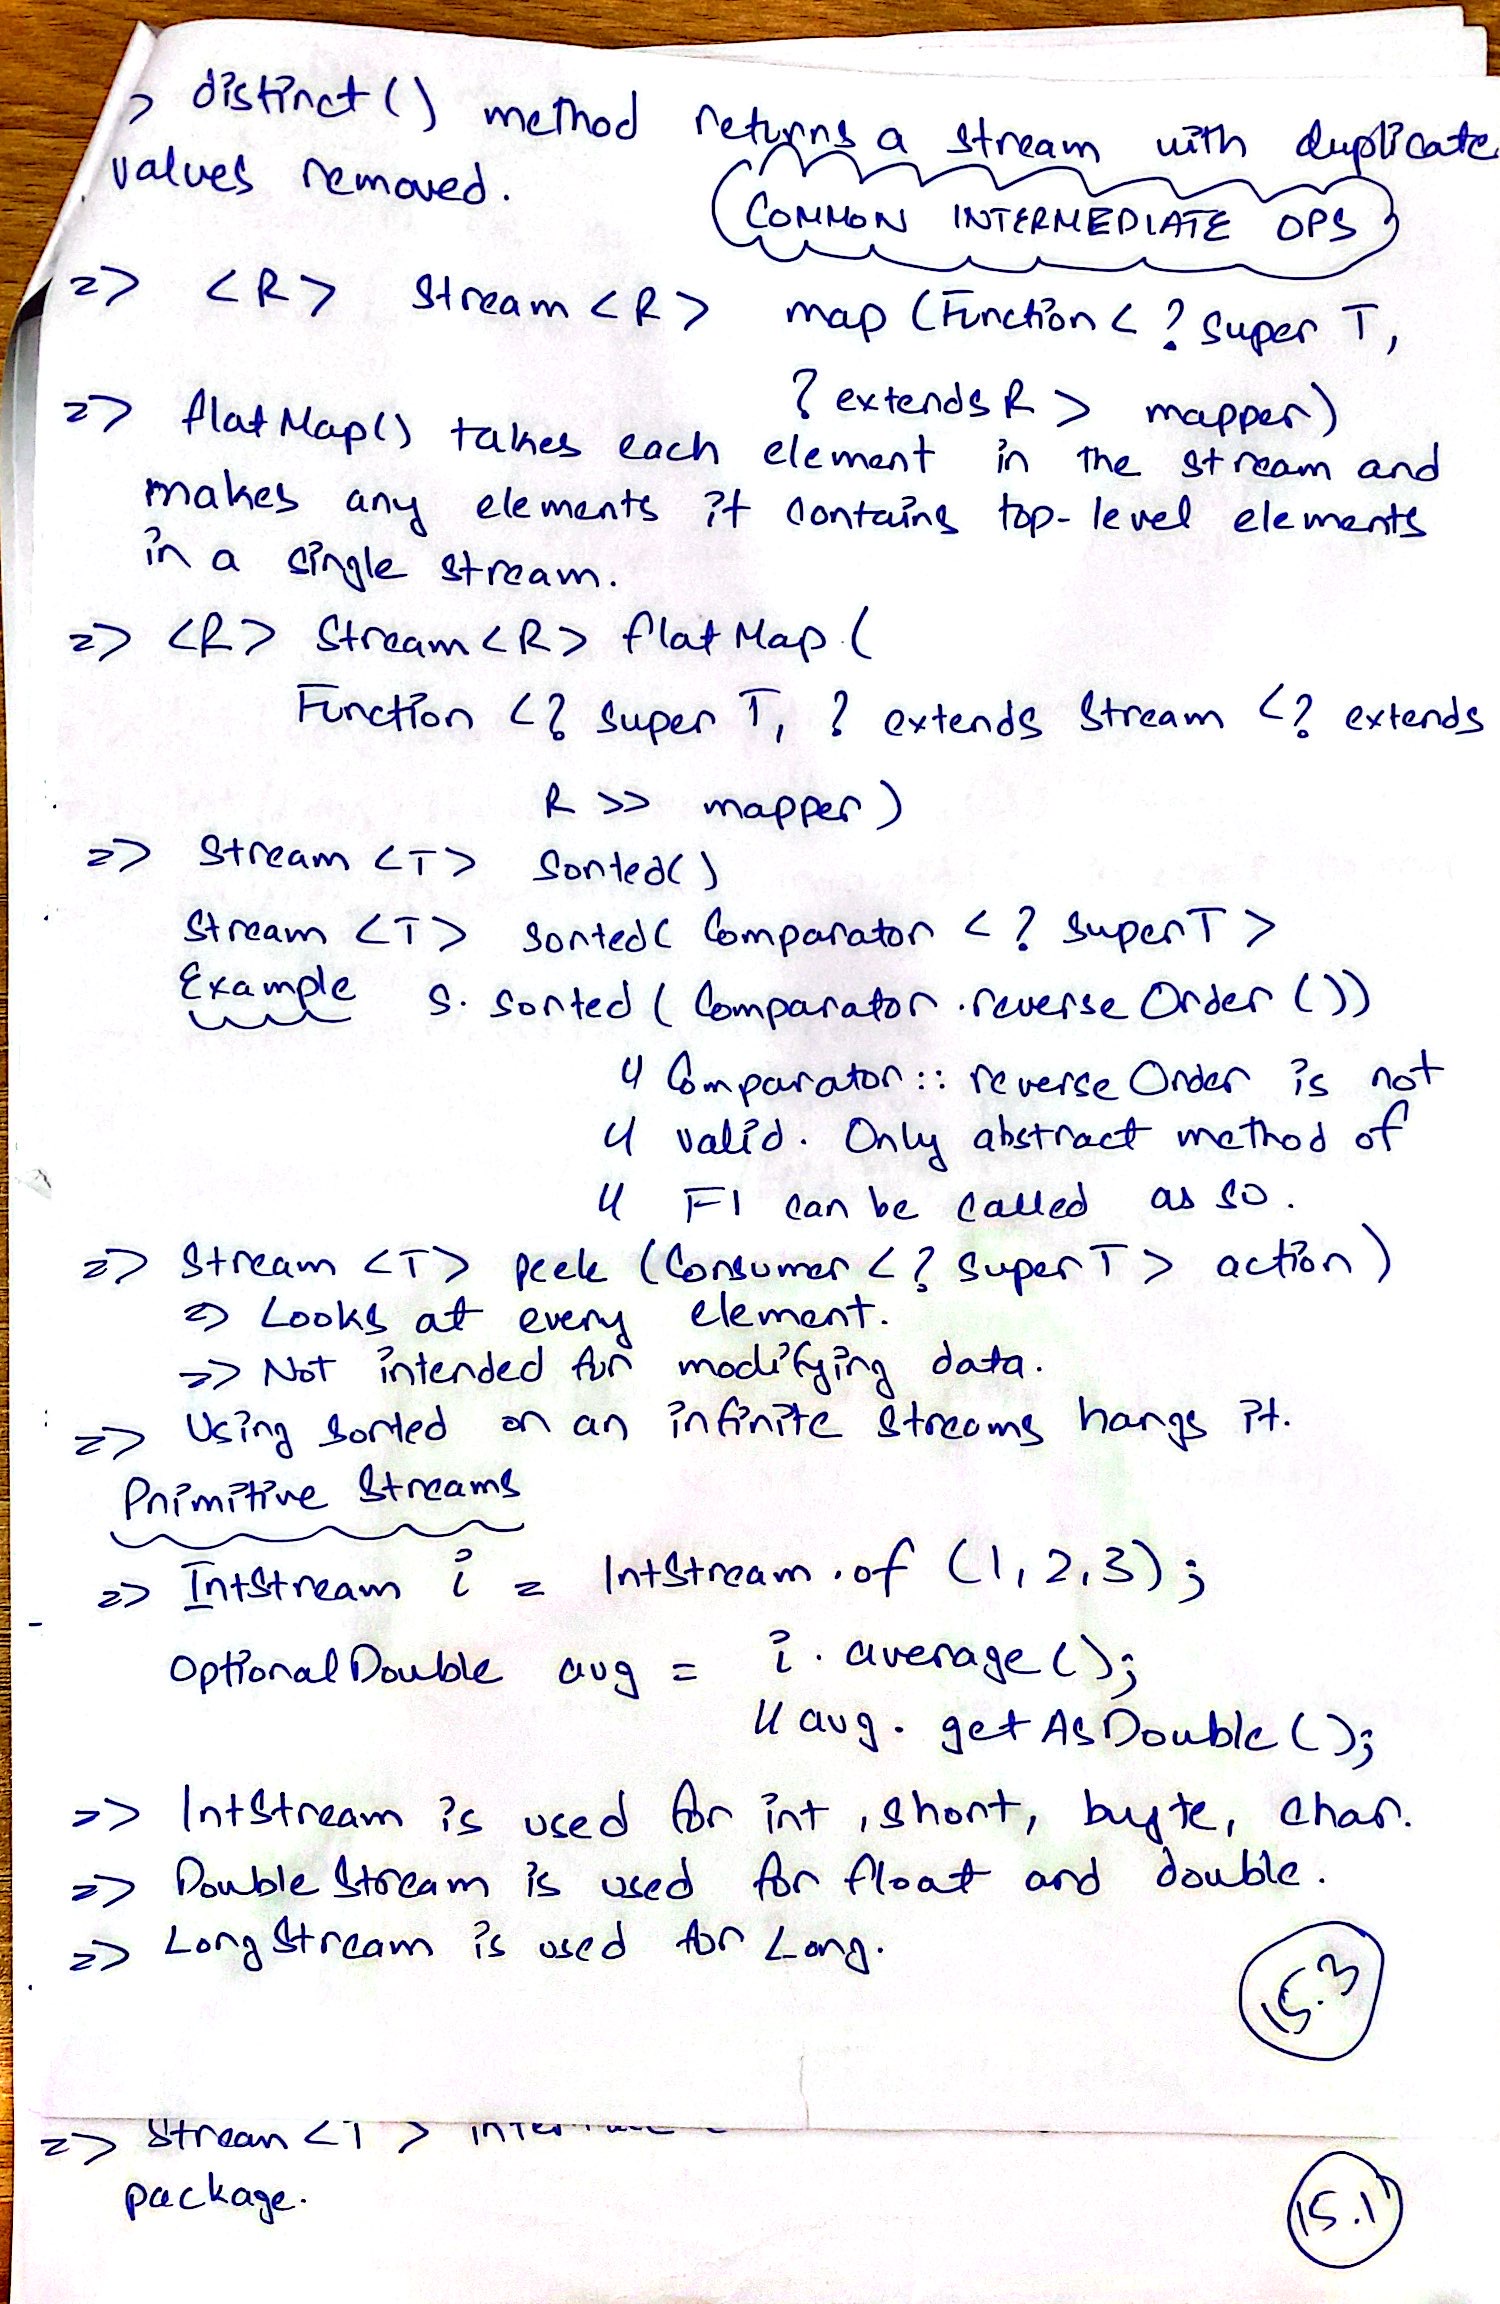 > distinct() method returns a stream with duplicate
values removed.
COMMON INTERMEDIATE OPS
=> <R> Stream<R> map (Function< ? super T,
? extends R > mapper)
=> flatMap() takes each element in the stream and
makes any elements it contains top-level elements
in a single stream.
=> <R> Stream<R> flatMap (
Function <? super T, ? extends Stream <? extends
R >> mapper)
=> Stream <T> sorted()
Stream <T> sorted( Comparator < ? super T >
Example s. sorted ( Comparator .reverse Order ())
// Comparator :: reverse Order is not
// valid. Only abstract method of
// FI can be called as so.
=> Stream <T> peek (Consumer < ? super T > action)
=> Looks at every element.
=> Not intended for modifying data.
=> Using sorted on an infinite streams hangs it.
Primitive Streams
=> IntStream i = IntStream.of (1,2,3);
OptionalDouble avg = i. average();
// avg. getAsDouble();
=> IntStream is used for int, short, byte, char.
=> DoubleStream is used for float and double.
=> LongStream is used for Long.
15.3
=> Stream <T>
package.
15.1